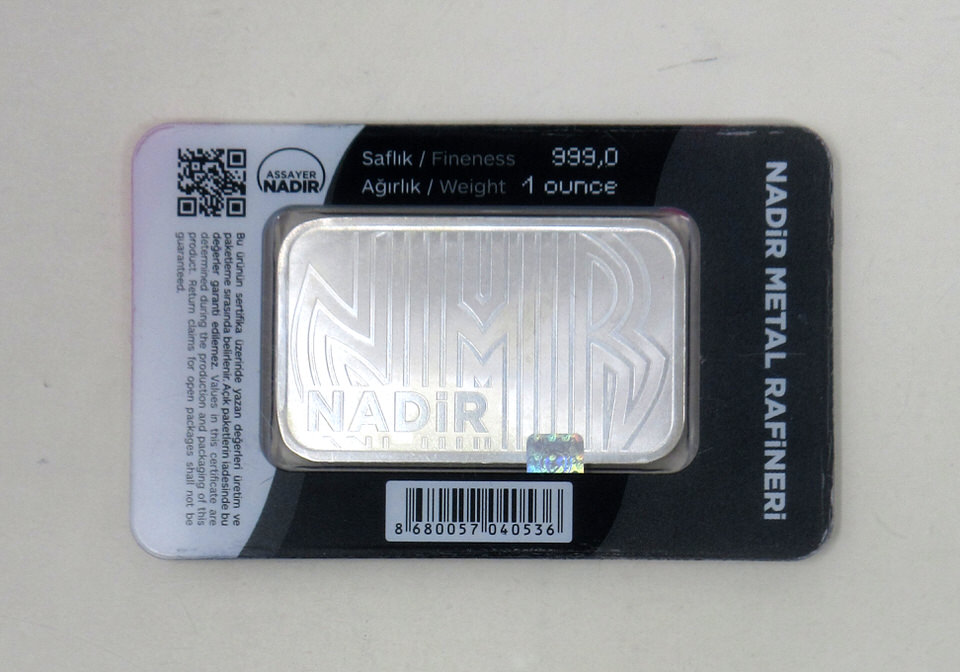 ASSAYER
NADIR
Saflık / Fineness 999,0
Ağırlık / Weight 1 ounce
NMR
NADiR
8 680057 040536
NADiR METAL RAFiNERi
Bu ürünün sertifika üzerinde yazan değerleri üretim ve
paketleme sırasında belirlenir. Açık paketlerin iadesinde bu
değerler garanti edilemez. Values in this certificate are
determined during the production and packaging of this
product. Return claims for open packages shall not be
guaranteed.